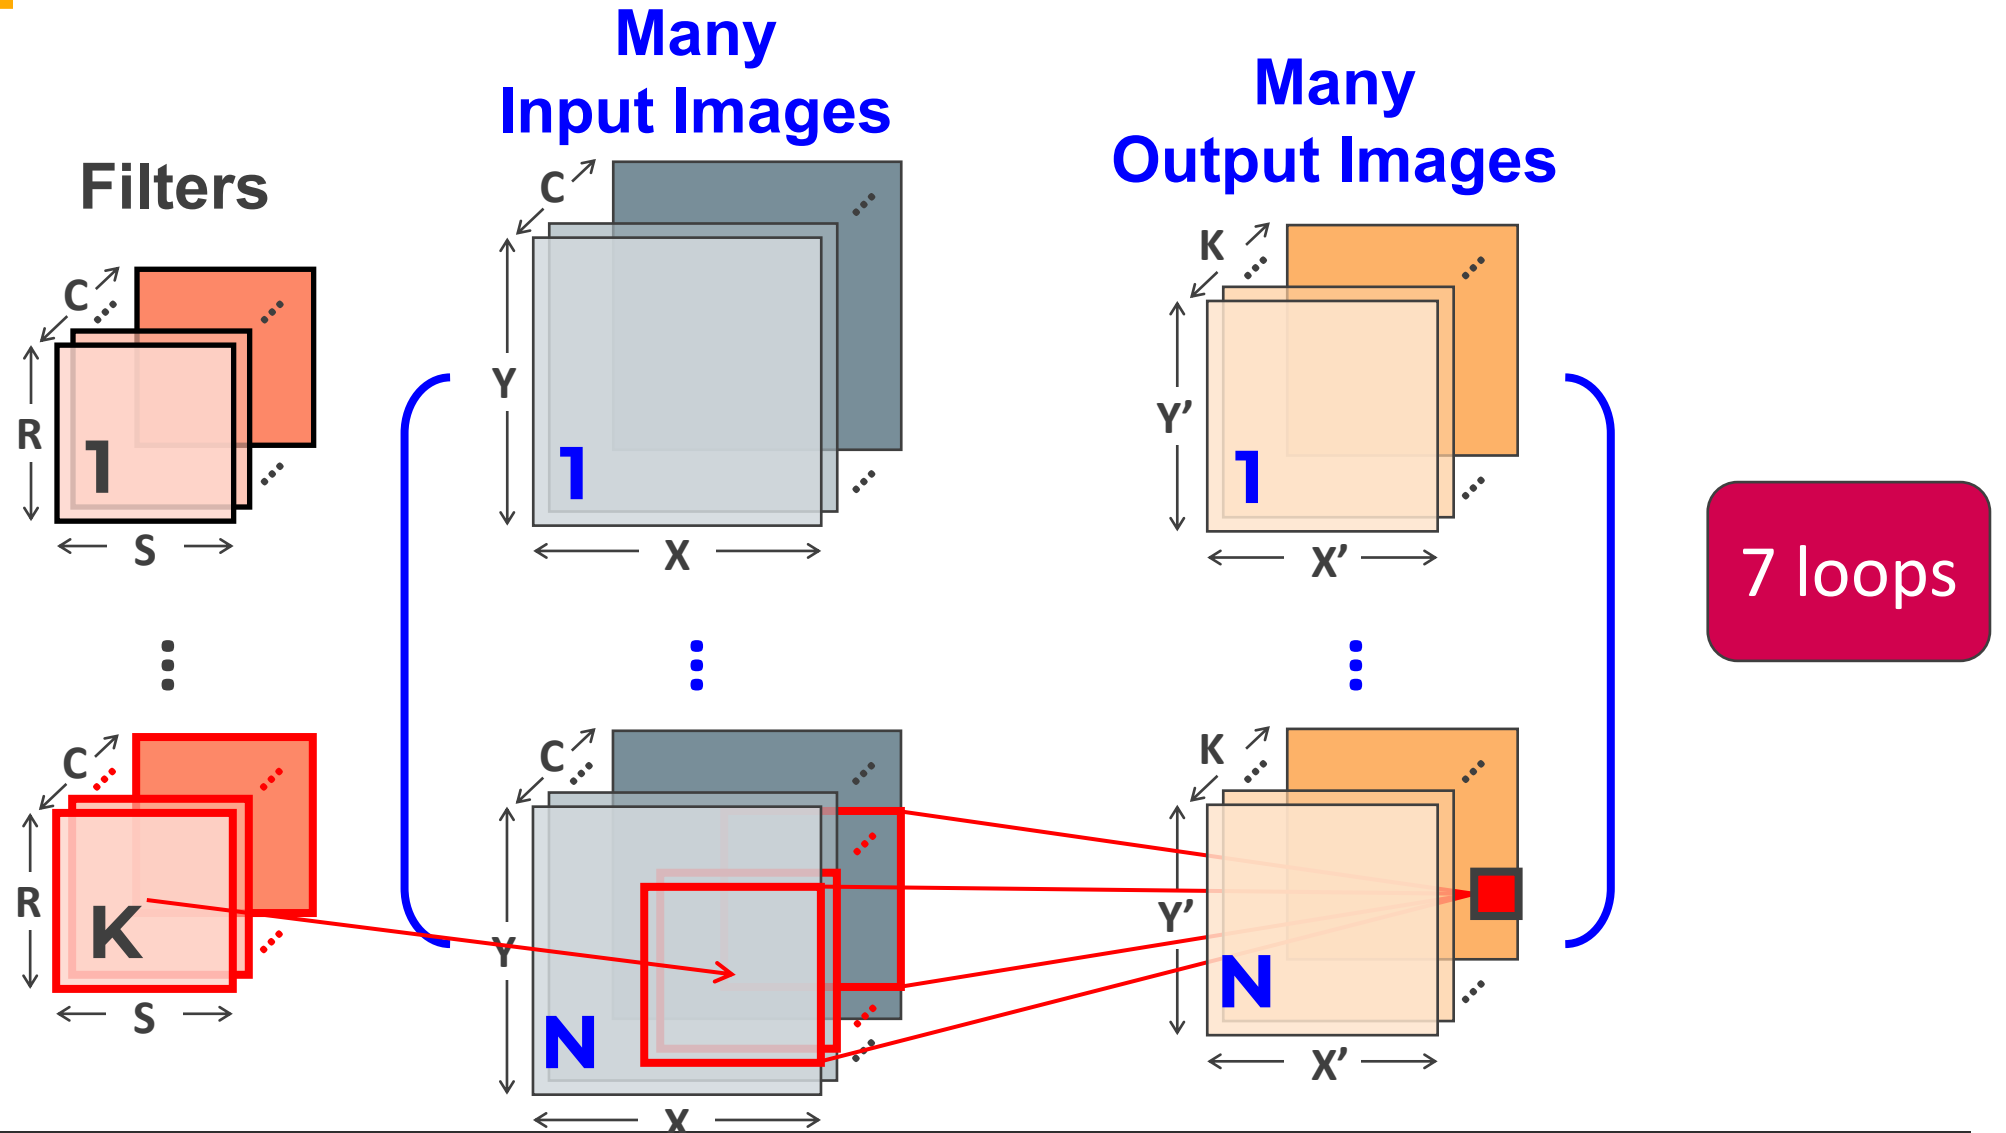 Many
Input Images
Many
Output Images
Filters
C
R
1
S
C
Y
1
X
K
Y’
1
X’
7 loops
C
R
K
S
C
Y
N
X
K
Y’
N
X’